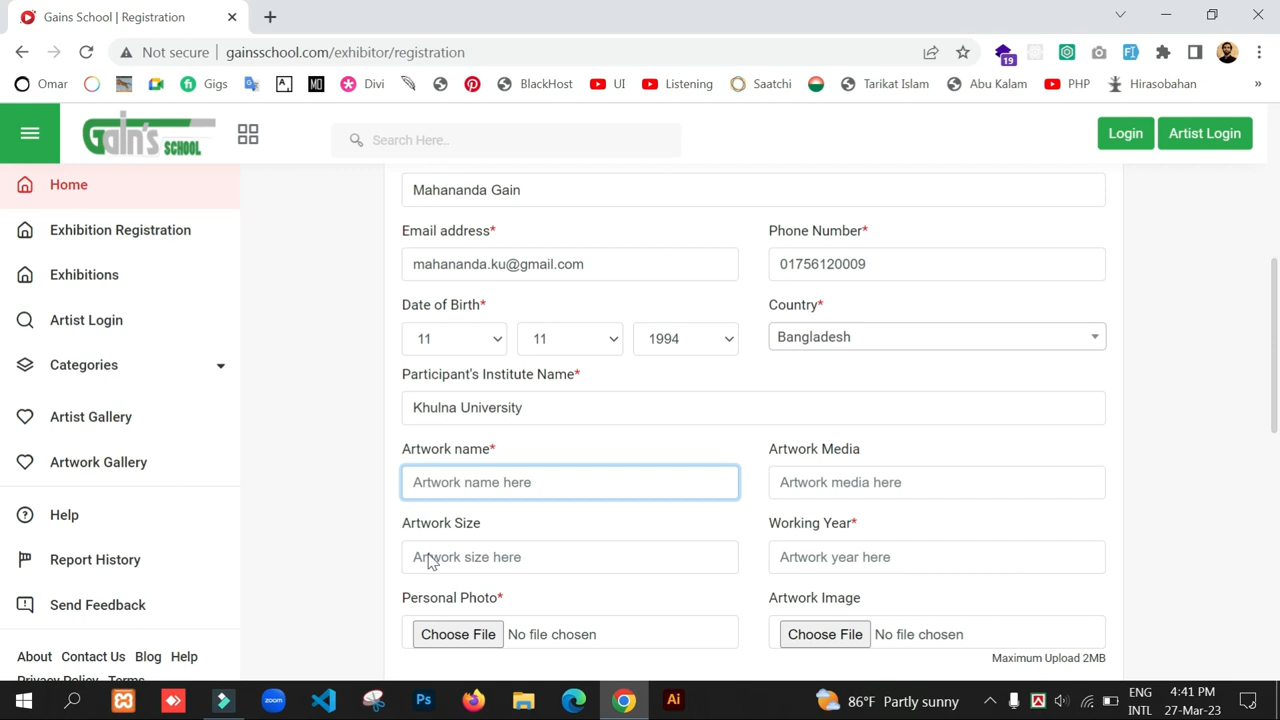 Gains School | Registration
Not secure | gainsschool.com/exhibitor/registration
19
Omar
Gigs
Divi
BlackHost
UI
Listening
Saatchi
Tarikat Islam
Abu Kalam
PHP
Hirasobahan
»
Gain's SCHOOL
Search Here..
Login
Artist Login
Home
Exhibition Registration
Exhibitions
Artist Login
Categories
Artist Gallery
Artwork Gallery
Help
Report History
Send Feedback
About Contact Us Blog Help
Privacy Policy Terms
Mahananda Gain
Email address*
Phone Number*
mahananda.ku@gmail.com
01756120009
Date of Birth*
Country*
11
11
1994
Bangladesh
Participant's Institute Name*
Khulna University
Artwork name*
Artwork Media
Artwork name here
Artwork media here
Artwork Size
Working Year*
Artwork size here
Artwork year here
Personal Photo*
Artwork Image
Choose File No file chosen
Choose File No file chosen
Maximum Upload 2MB
zoom
Ps
Ai
86°F Partly sunny
ENG
INTL
4:41 PM
27-Mar-23